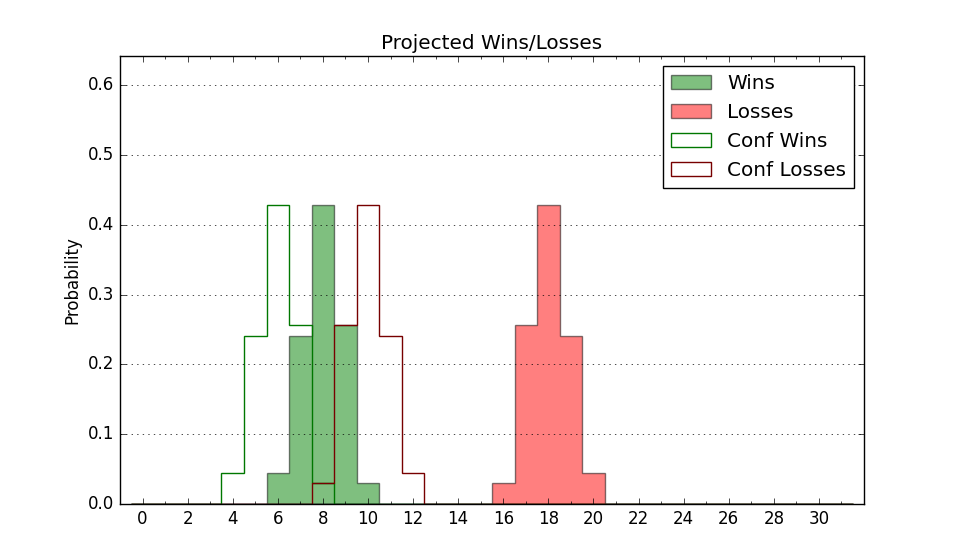 Projected Wins/Losses
Wins
Losses
Conf Wins
Conf Losses
Probability
0.6
0.5
0.4
0.3
0.2
0.1
0.0
0 2 4 6 8 10 12 14 16 18 20 22 24 26 28 30